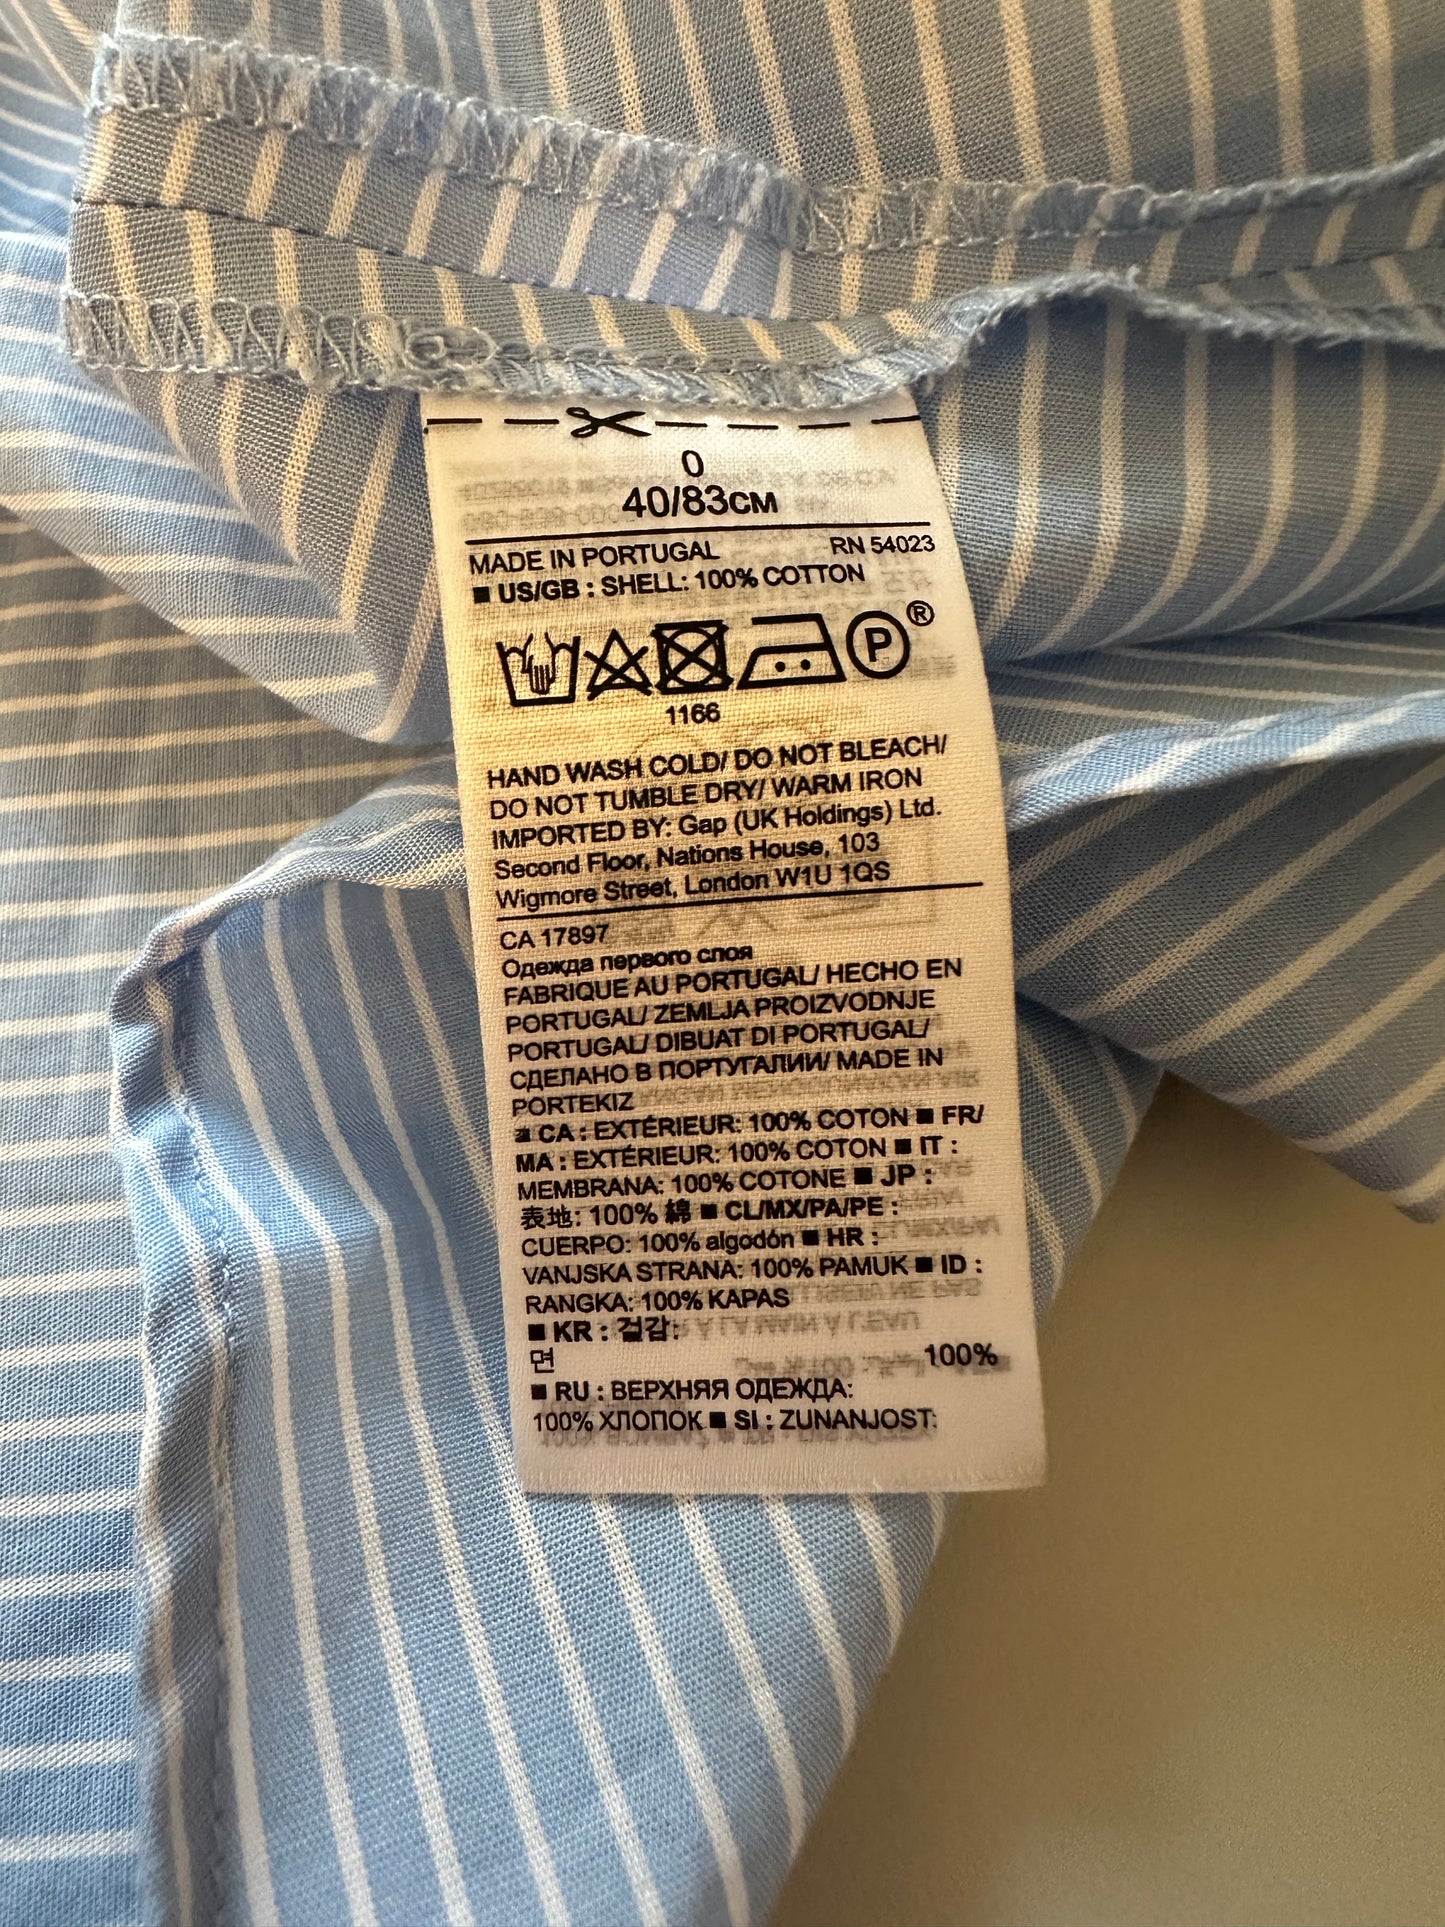 0
40/83CM
MADE IN PORTUGAL RN 54023
■ US/GB : SHELL: 100% COTTON
P ®
1166
HAND WASH COLD/ DO NOT BLEACH/
DO NOT TUMBLE DRY/ WARM IRON
IMPORTED BY: Gap (UK Holdings) Ltd.
Second Floor, Nations House, 103
Wigmore Street, London W1U 1QS
CA 17897
Одежда первого слоя
FABRIQUE AU PORTUGAL/ HECHO EN
PORTUGAL/ ZEMLJA PROIZVODNJE
PORTUGAL/ DIBUAT DI PORTUGAL/
СДЕЛАНО В ПОРТУГАЛИИ/ MADE IN
PORTEKIZ
■ CA : EXTÉRIEUR: 100% COTON ■ FR/
MA : EXTÉRIEUR: 100% COTON ■ IT :
MEMBRANA: 100% COTONE ■ JP :
表地: 100% 綿 ■ CL/MX/PA/PE :
CUERPO: 100% algodón ■ HR :
VANJSKA STRANA: 100% PAMUK ■ ID :
RANGKA: 100% KAPAS
■ KR : 겉감:
면 100%
■ RU : ВЕРХНЯЯ ОДЕЖДА:
100% ХЛОПОК ■ SI : ZUNANJOST: